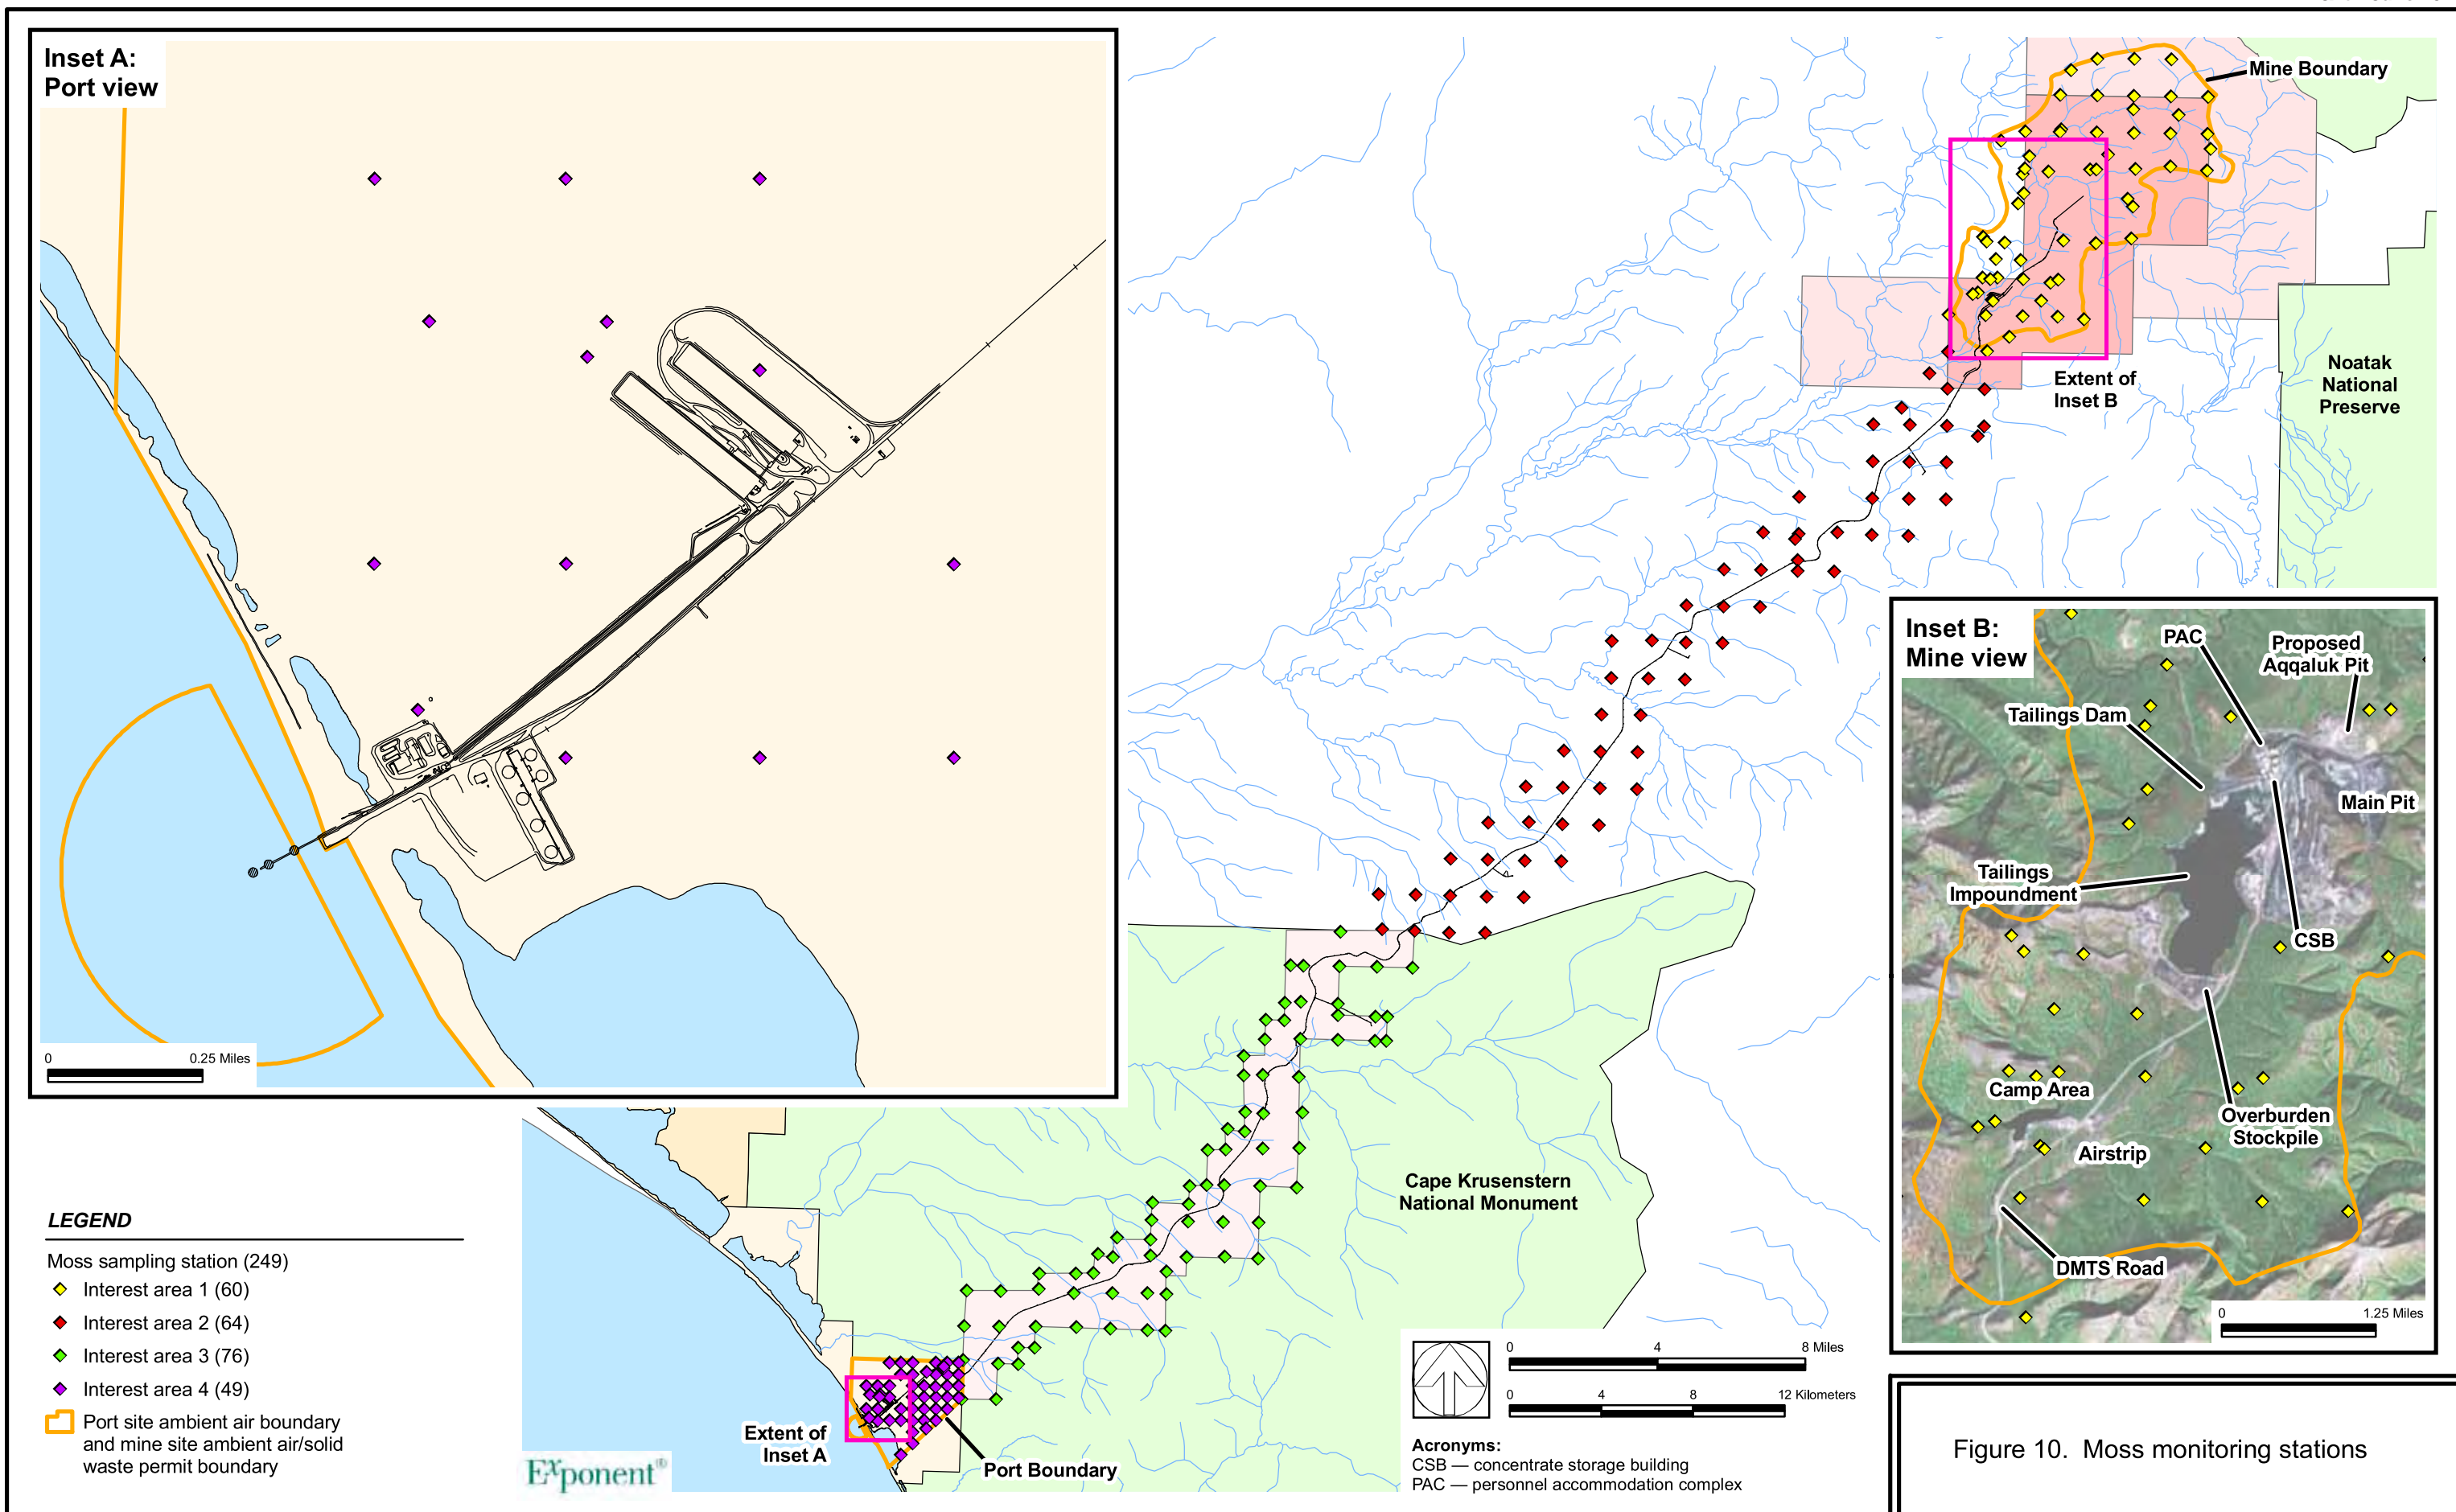 Inset A:
Port view
0
0.25 Miles
Mine Boundary
Extent of
Inset B
Noatak
National
Preserve
Inset B:
Mine view
PAC
Proposed
Aqqaluk Pit
Tailings Dam
Main Pit
Tailings
Impoundment
CSB
Camp Area
Overburden
Stockpile
Airstrip
DMTS Road
0
1.25 Miles
Cape Krusenstern
National Monument
LEGEND
Moss sampling station (249)
Interest area 1 (60)
Interest area 2 (64)
Interest area 3 (76)
Interest area 4 (49)
Port site ambient air boundary
and mine site ambient air/solid
waste permit boundary
Extent of
Inset A
Port Boundary
Exponent®
0 4 8 Miles
0 4 8 12 Kilometers
Acronyms:
CSB — concentrate storage building
PAC — personnel accommodation complex
Figure 10. Moss monitoring stations